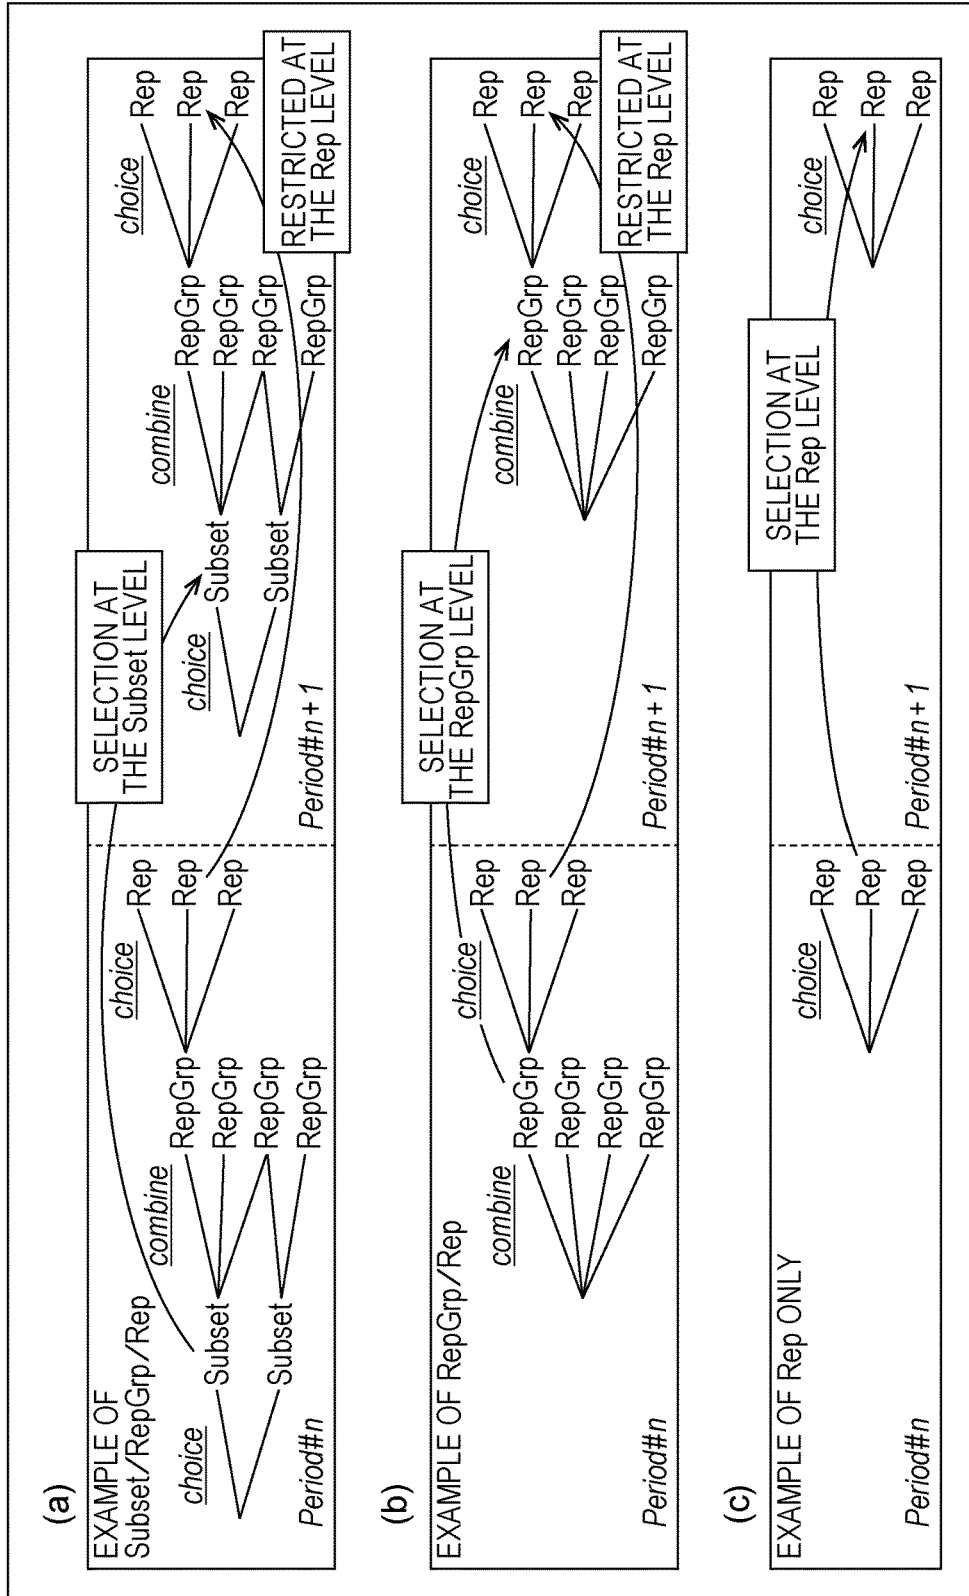 (a)
EXAMPLE OF
Subset/RepGrp/Rep
choice
Subset
Subset
combine
RepGrp
RepGrp
RepGrp
RepGrp
choice
Rep
Rep
Rep
Period#n
SELECTION AT
THE Subset LEVEL
choice
Subset
Subset
combine
RepGrp
RepGrp
RepGrp
RepGrp
choice
Rep
Rep
Rep
RESTRICTED AT
THE Rep LEVEL
Period#n+1
(b)
EXAMPLE OF RepGrp/Rep
combine
RepGrp
RepGrp
RepGrp
RepGrp
choice
Rep
Rep
Rep
Period#n
SELECTION AT
THE RepGrp LEVEL
combine
RepGrp
RepGrp
RepGrp
RepGrp
choice
Rep
Rep
Rep
RESTRICTED AT
THE Rep LEVEL
Period#n+1
(c)
EXAMPLE OF Rep ONLY
choice
Rep
Rep
Rep
Period#n
SELECTION AT
THE Rep LEVEL
choice
Rep
Rep
Rep
Period#n+1